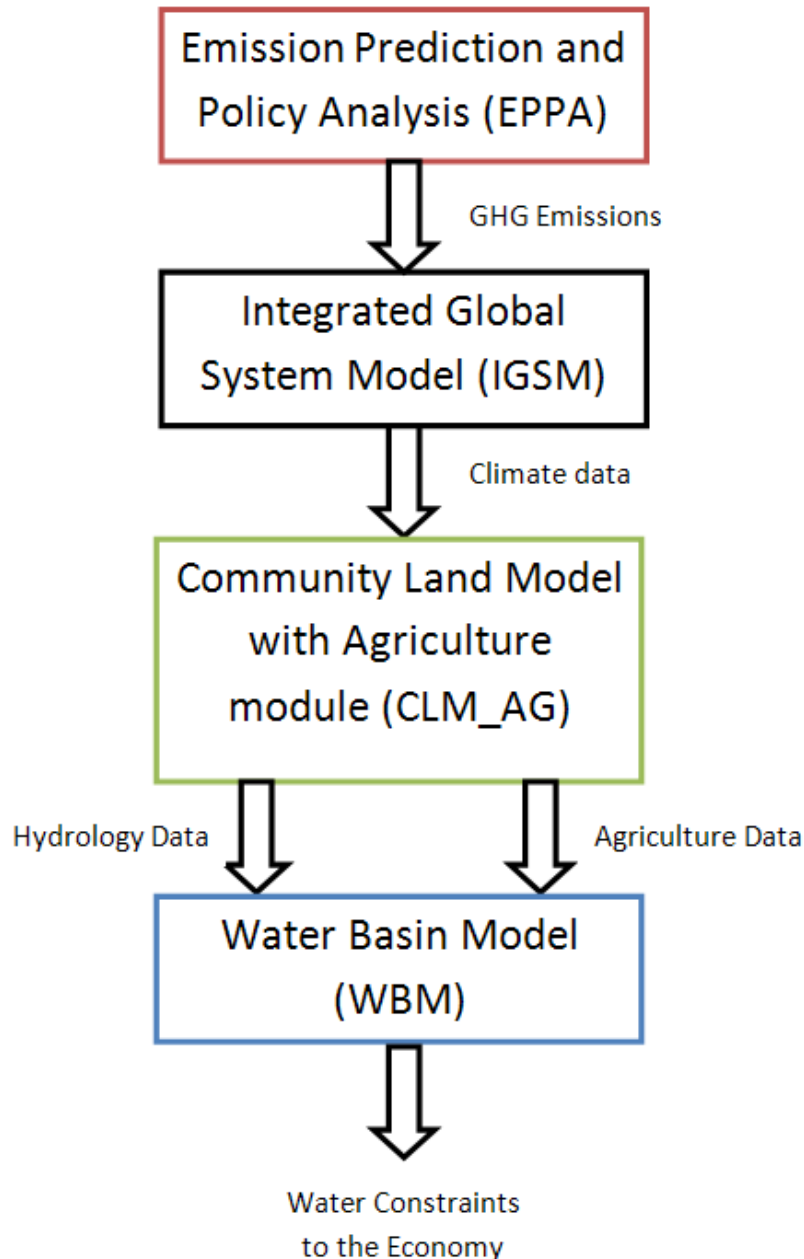 Emission Prediction and
Policy Analysis (EPPA)
GHG Emissions
Integrated Global
System Model (IGSM)
Climate data
Community Land Model
with Agriculture
module (CLM_AG)
Hydrology Data
Agriculture Data
Water Basin Model
(WBM)
Water Constraints
to the Economy